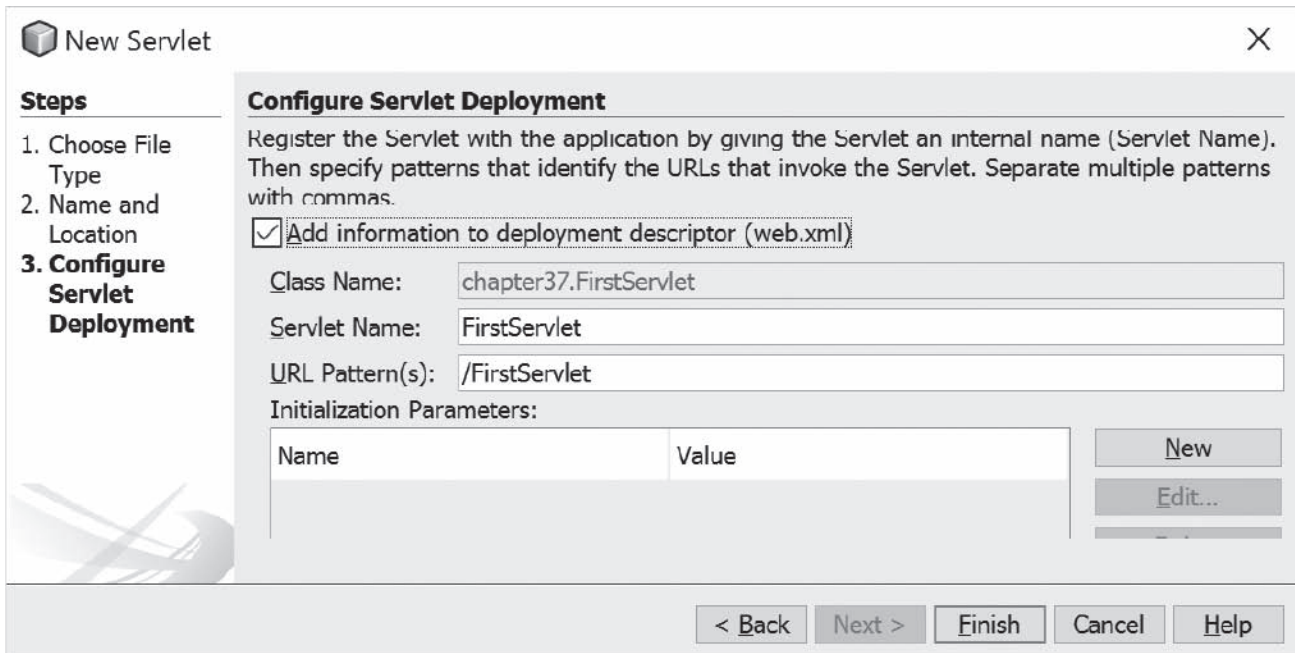 New Servlet
Steps
1. Choose File
Type
2. Name and
Location
3. Configure
Servlet
Deployment
Configure Servlet Deployment
Register the Servlet with the application by giving the Servlet an internal name (Servlet Name).
Then specify patterns that identify the URLs that invoke the Servlet. Separate multiple patterns
with commas.
Add information to deployment descriptor (web.xml)
Class Name: chapter37.FirstServlet
Servlet Name: FirstServlet
URL Pattern(s): /FirstServlet
Initialization Parameters:
Name Value
New
Edit...
< Back Next > Finish Cancel Help